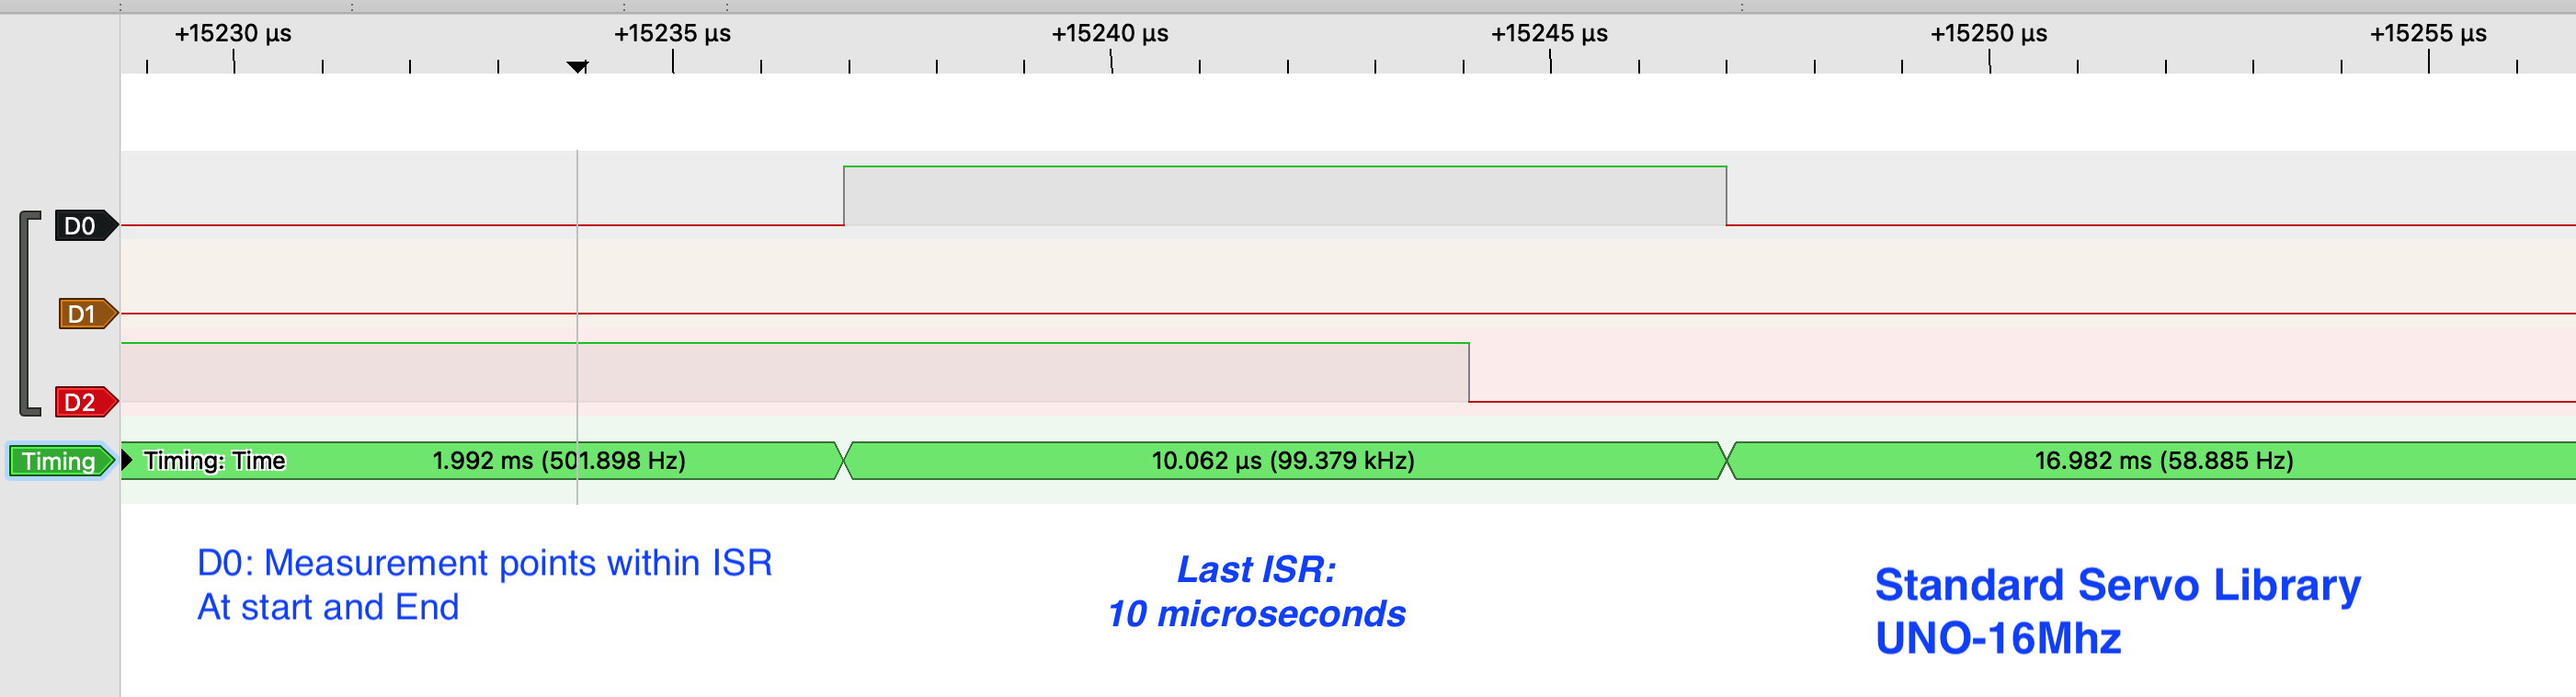 +15230 µs +15235 µs +15240 µs +15245 µs +15250 µs +15255 µs
D0
D1
D2
Timing Timing: Time 1.992 ms (501.898 Hz) 10.062 µs (99.379 kHz) 16.982 ms (58.885 Hz)
D0: Measurement points within ISR
At start and End
Last ISR:
10 microseconds
Standard Servo Library
UNO-16Mhz